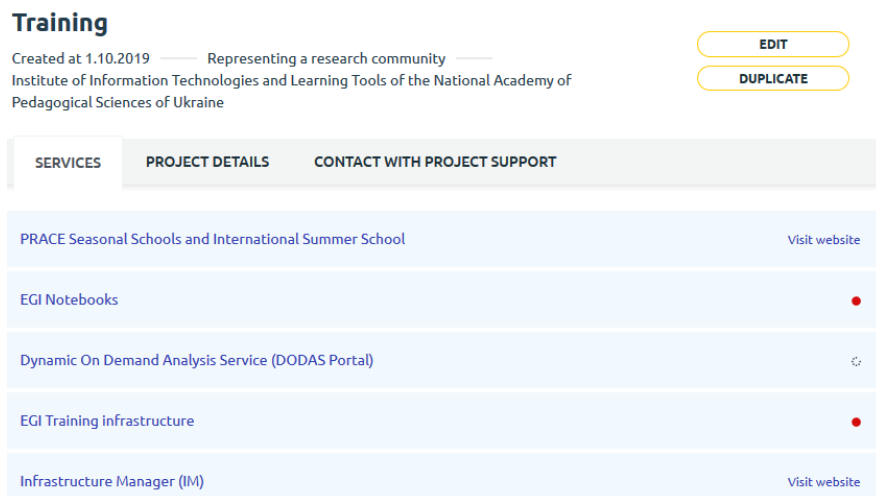 Training
EDIT
Created at 1.10.2019 Representing a research community
Institute of Information Technologies and Learning Tools of the National Academy of
Pedagogical Sciences of Ukraine
DUPLICATE
SERVICES PROJECT DETAILS CONTACT WITH PROJECT SUPPORT
PRACE Seasonal Schools and International Summer School Visit website
EGI Notebooks
Dynamic On Demand Analysis Service (DODAS Portal)
EGI Training infrastructure
Infrastructure Manager (IM) Visit website